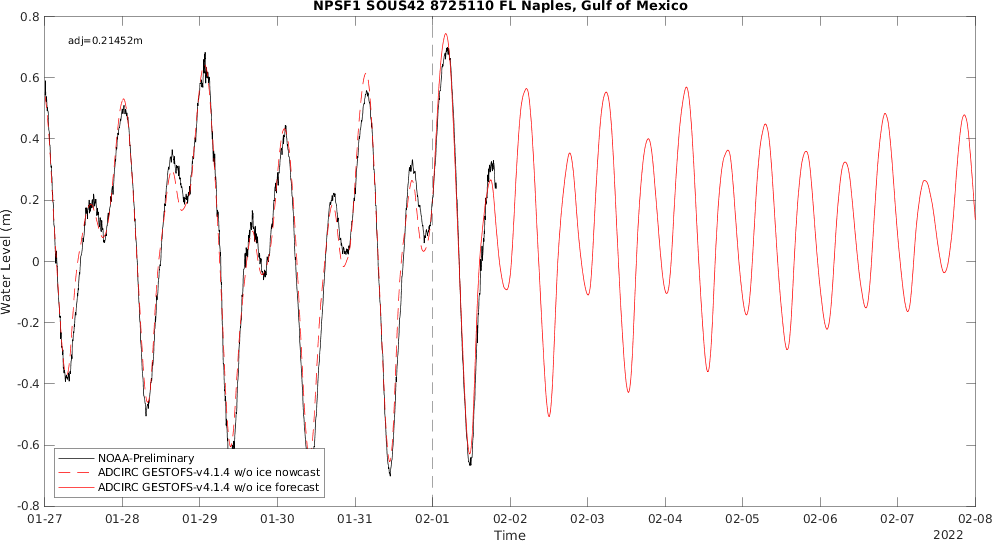 NPSF1 SOUS42 8725110 FL Naples, Gulf of Mexico
adj=0.21452m
0.8
0.6
0.4
0.2
0
-0.2
-0.4
-0.6
-0.8
Water Level (m)
NOAA-Preliminary
ADCIRC GESTOFS-v4.1.4 w/o ice nowcast
ADCIRC GESTOFS-v4.1.4 w/o ice forecast
01-27 01-28 01-29 01-30 01-31 02-01 02-02 02-03 02-04 02-05 02-06 02-07 02-08
Time
2022